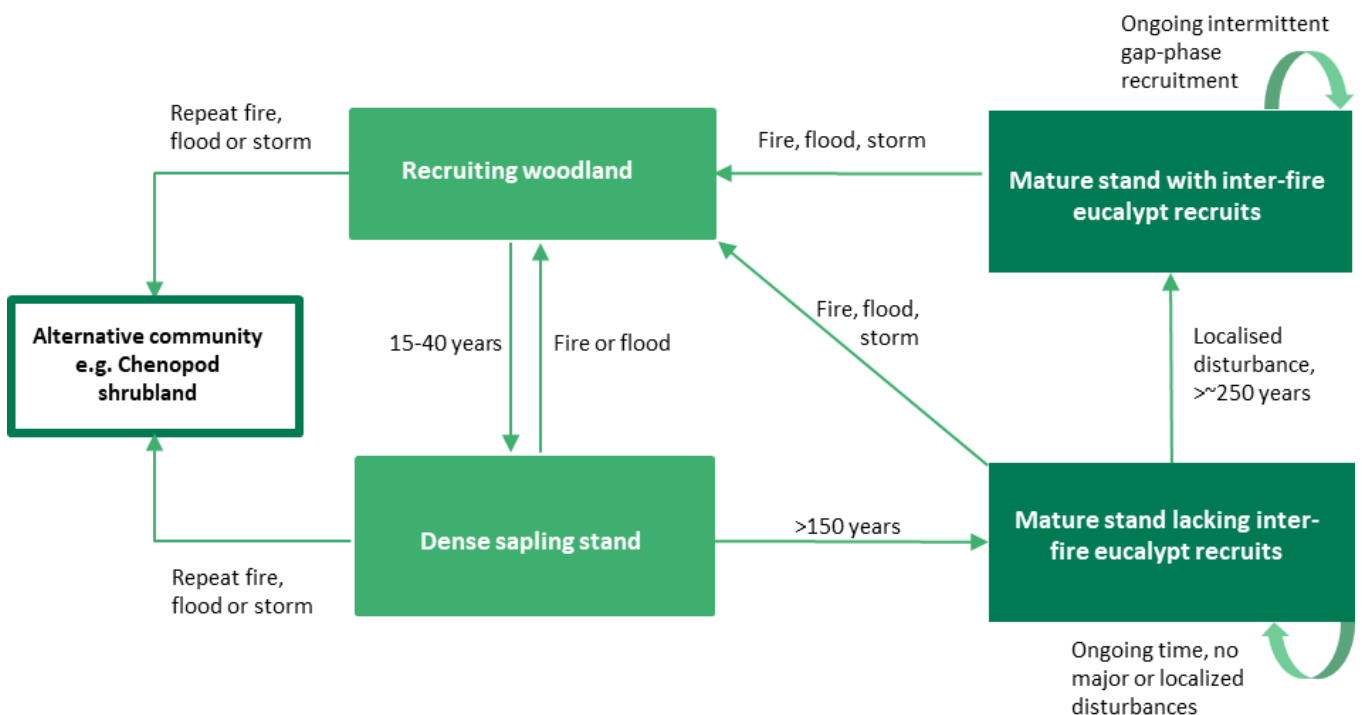 Ongoing intermittent
gap-phase
recruitment
Repeat fire,
flood or storm
Recruiting woodland
Fire, flood, storm
Mature stand with inter-fire
eucalypt recruits
Alternative community
e.g. Chenopod
shrubland
15-40 years
Fire or flood
Fire, flood,
storm
Localised
disturbance,
>~250 years
Dense sapling stand
>150 years
Mature stand lacking inter-
fire eucalypt recruits
Repeat fire,
flood or storm
Ongoing time, no
major or localized
disturbances